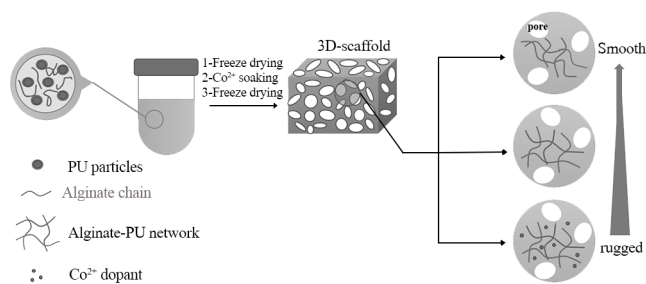 1-Freeze drying
2-Co²⁺ soaking
3-Freeze drying
3D-scaffold
pore
Smooth
rugged
PU particles
Alginate chain
Alginate-PU network
Co²⁺ dopant